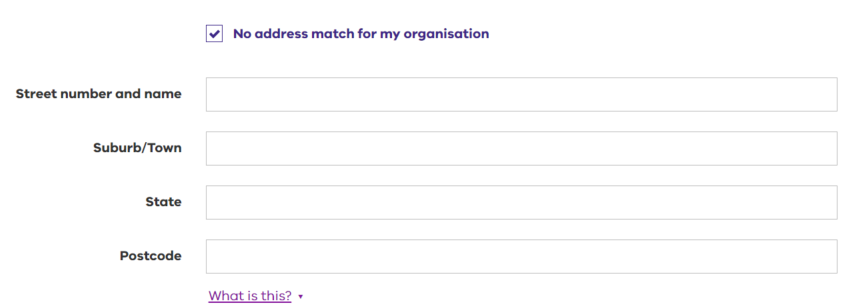 No address match for my organisation
Street number and name
Suburb/Town
State
Postcode
What is this?